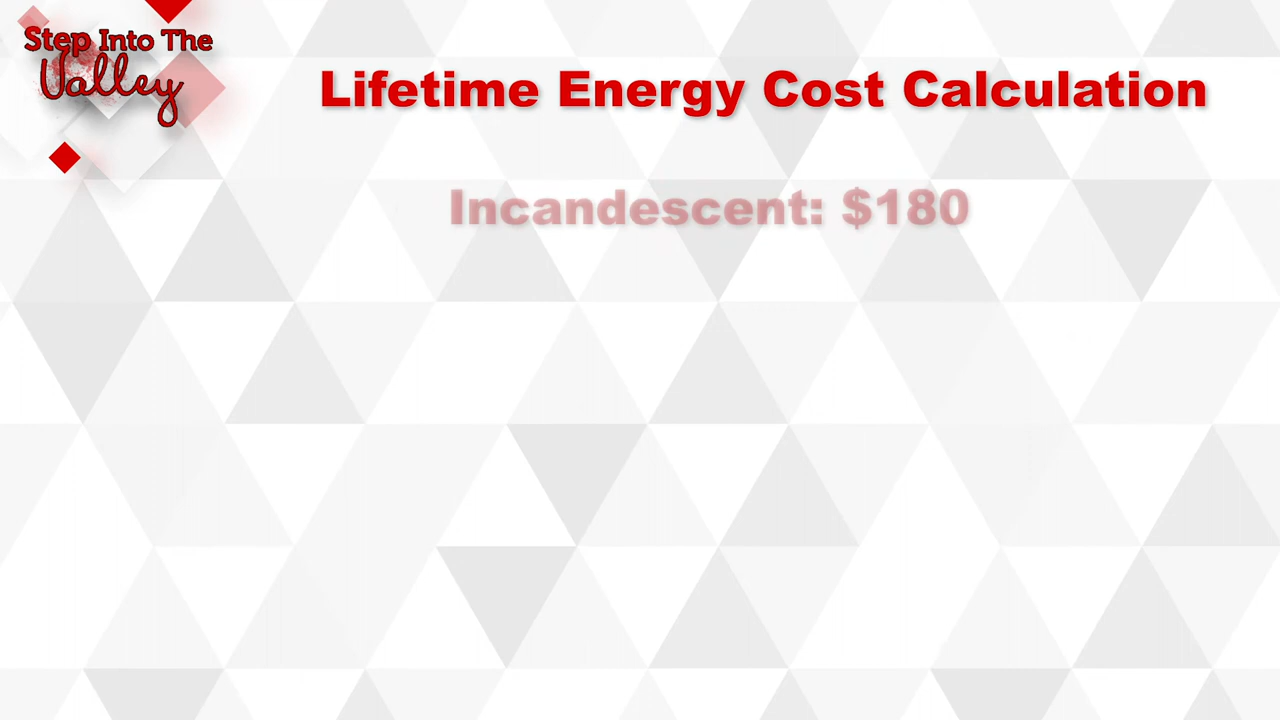 Step Into The
Valley
Lifetime Energy Cost Calculation
Incandescent: $180